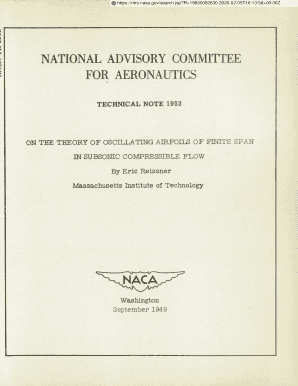 NATIONAL ADVISORY COMMITTEE
FOR AERONAUTICS
TECHNICAL NOTE 1953
ON THE THEORY OF OSCILLATING AIRFOILS OF FINITE SPAN
IN SUBSONIC COMPRESSIBLE FLOW
By Eric Reissner
Massachusetts Institute of Technology
NACA
Washington
September 1949